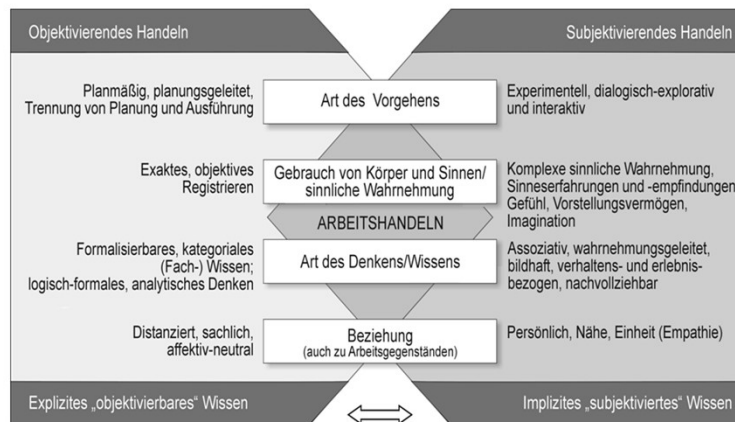 Objektivierendes Handeln
Subjektivierendes Handeln
Planmäßig, planungsgeleitet,
Trennung von Planung und Ausführung
Art des Vorgehens
Experimentell, dialogisch-explorativ
und interaktiv
Exaktes, objektives
Registrieren
Gebrauch von Körper und Sinnen/
sinnliche Wahrnehmung
Komplexe sinnliche Wahrnehmung,
Sinneserfahrungen und -empfindungen
Gefühl, Vorstellungsvermögen,
Imagination
ARBEITSHANDELN
Formalisierbares, kategoriales
(Fach-) Wissen;
logisch-formales, analytisches Denken
Art des Denkens/Wissens
Assoziativ, wahrnehmungsgeleitet,
bildhaft, verhaltens- und erlebnis-
bezogen, nachvollziehbar
Distanziert, sachlich,
affektiv-neutral
Beziehung
(auch zu Arbeitsgegenständen)
Persönlich, Nähe, Einheit (Empathie)
Explizites „objektivierbares" Wissen
Implizites „subjektiviertes" Wissen